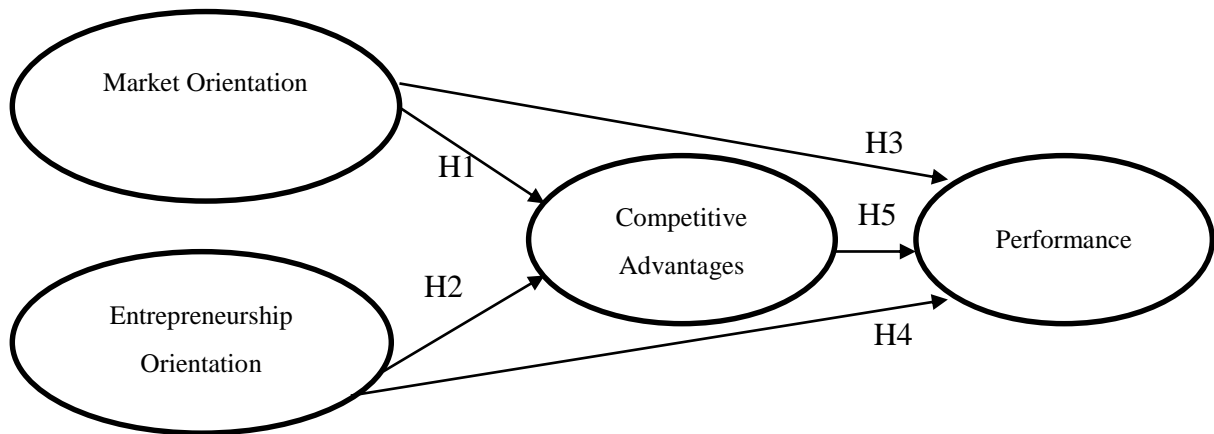 Market Orientation
H3
H1
Competitive
Advantages
H5
Performance
H2
Entrepreneurship
Orientation
H4